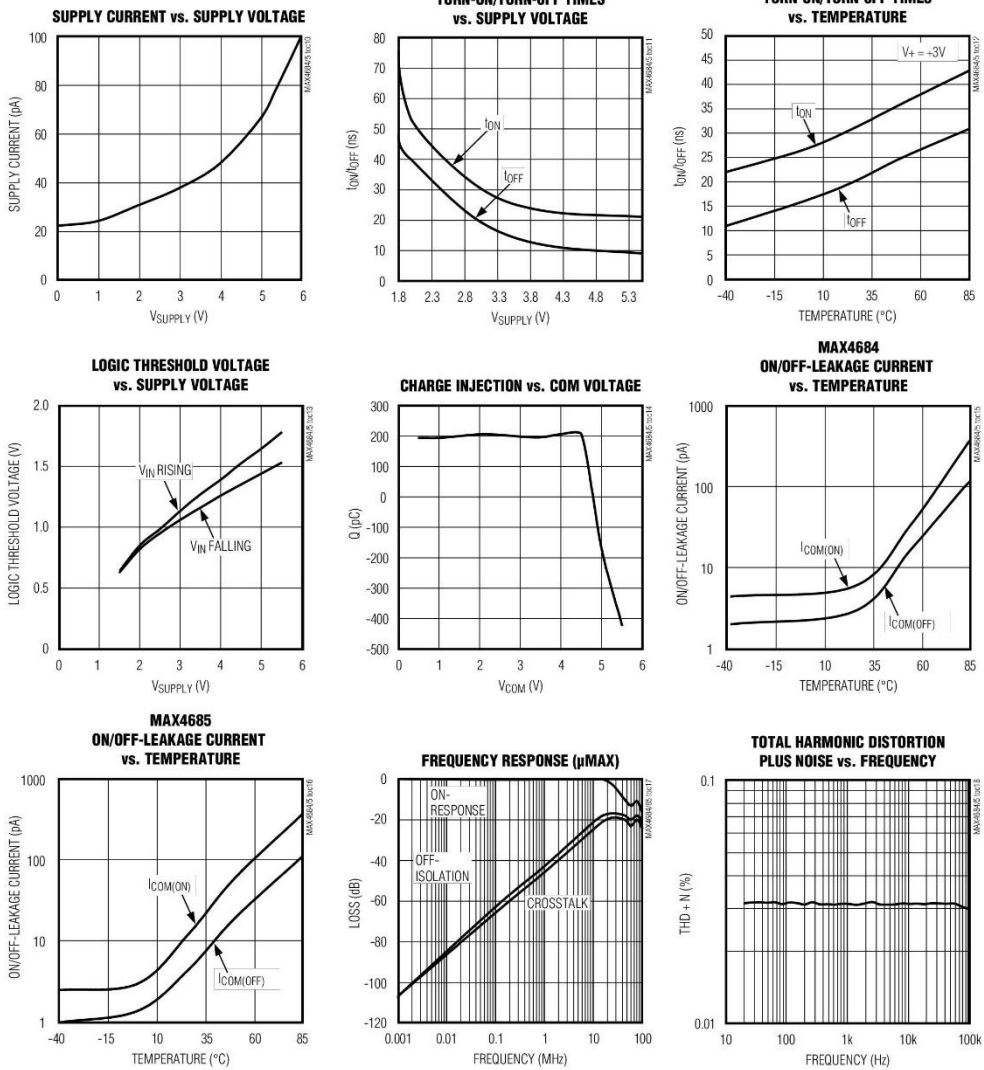 SUPPLY CURRENT vs. SUPPLY VOLTAGE
100
80
60
40
20
0
SUPPLY CURRENT (pA)
MAX4684/5 toc10
0 1 2 3 4 5 6
VSUPPLY (V)
TURN-ON/TURN-OFF TIMES
vs. SUPPLY VOLTAGE
80
70
60
50
40
30
20
10
0
tON/tOFF (ns)
tON
tOFF
MAX4684/5 toc11
1.8 2.3 2.8 3.3 3.8 4.3 4.8 5.3
VSUPPLY (V)
TURN-ON/TURN-OFF TIMES
vs. TEMPERATURE
50
45
40
35
30
25
20
15
10
5
0
tON/tOFF (ns)
V+ = +3V
tON
tOFF
MAX4684/5 toc12
-40 -15 10 35 60 85
TEMPERATURE (°C)
LOGIC THRESHOLD VOLTAGE
vs. SUPPLY VOLTAGE
2.0
1.5
1.0
0.5
0
LOGIC THRESHOLD VOLTAGE (V)
VIN RISING
VIN FALLING
MAX4684/5 toc13
0 1 2 3 4 5 6
VSUPPLY (V)
CHARGE INJECTION vs. COM VOLTAGE
300
200
100
0
-100
-200
-300
-400
-500
Q (pC)
MAX4684/5 toc14
0 1 2 3 4 5 6
VCOM (V)
MAX4684
ON/OFF-LEAKAGE CURRENT
vs. TEMPERATURE
1000
100
10
1
ON/OFF-LEAKAGE CURRENT (pA)
ICOM(ON)
ICOM(OFF)
MAX4684/5 toc15
-40 -15 10 35 60 85
TEMPERATURE (°C)
MAX4685
ON/OFF-LEAKAGE CURRENT
vs. TEMPERATURE
1000
100
10
1
ON/OFF-LEAKAGE CURRENT (pA)
ICOM(ON)
ICOM(OFF)
MAX4684/5 toc16
-40 -15 10 35 60 85
TEMPERATURE (°C)
FREQUENCY RESPONSE (µMAX)
0
-20
-40
-60
-80
-100
-120
LOSS (dB)
ON-
RESPONSE
OFF-
ISOLATION
CROSSTALK
MAX4684/85 toc17
0.001 0.01 0.1 1 10 100
FREQUENCY (MHz)
TOTAL HARMONIC DISTORTION
PLUS NOISE vs. FREQUENCY
0.1
0.01
THD + N (%)
MAX4684/5 toc18
10 100 1k 10k 100k
FREQUENCY (Hz)